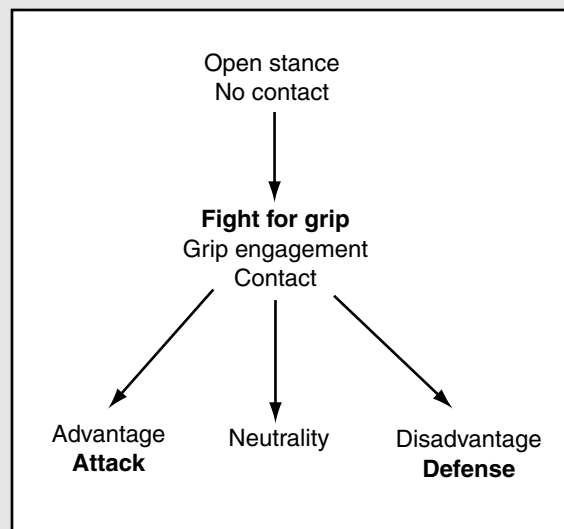 Open stance
No contact
Fight for grip
Grip engagement
Contact
Advantage
Attack
Neutrality
Disadvantage
Defense